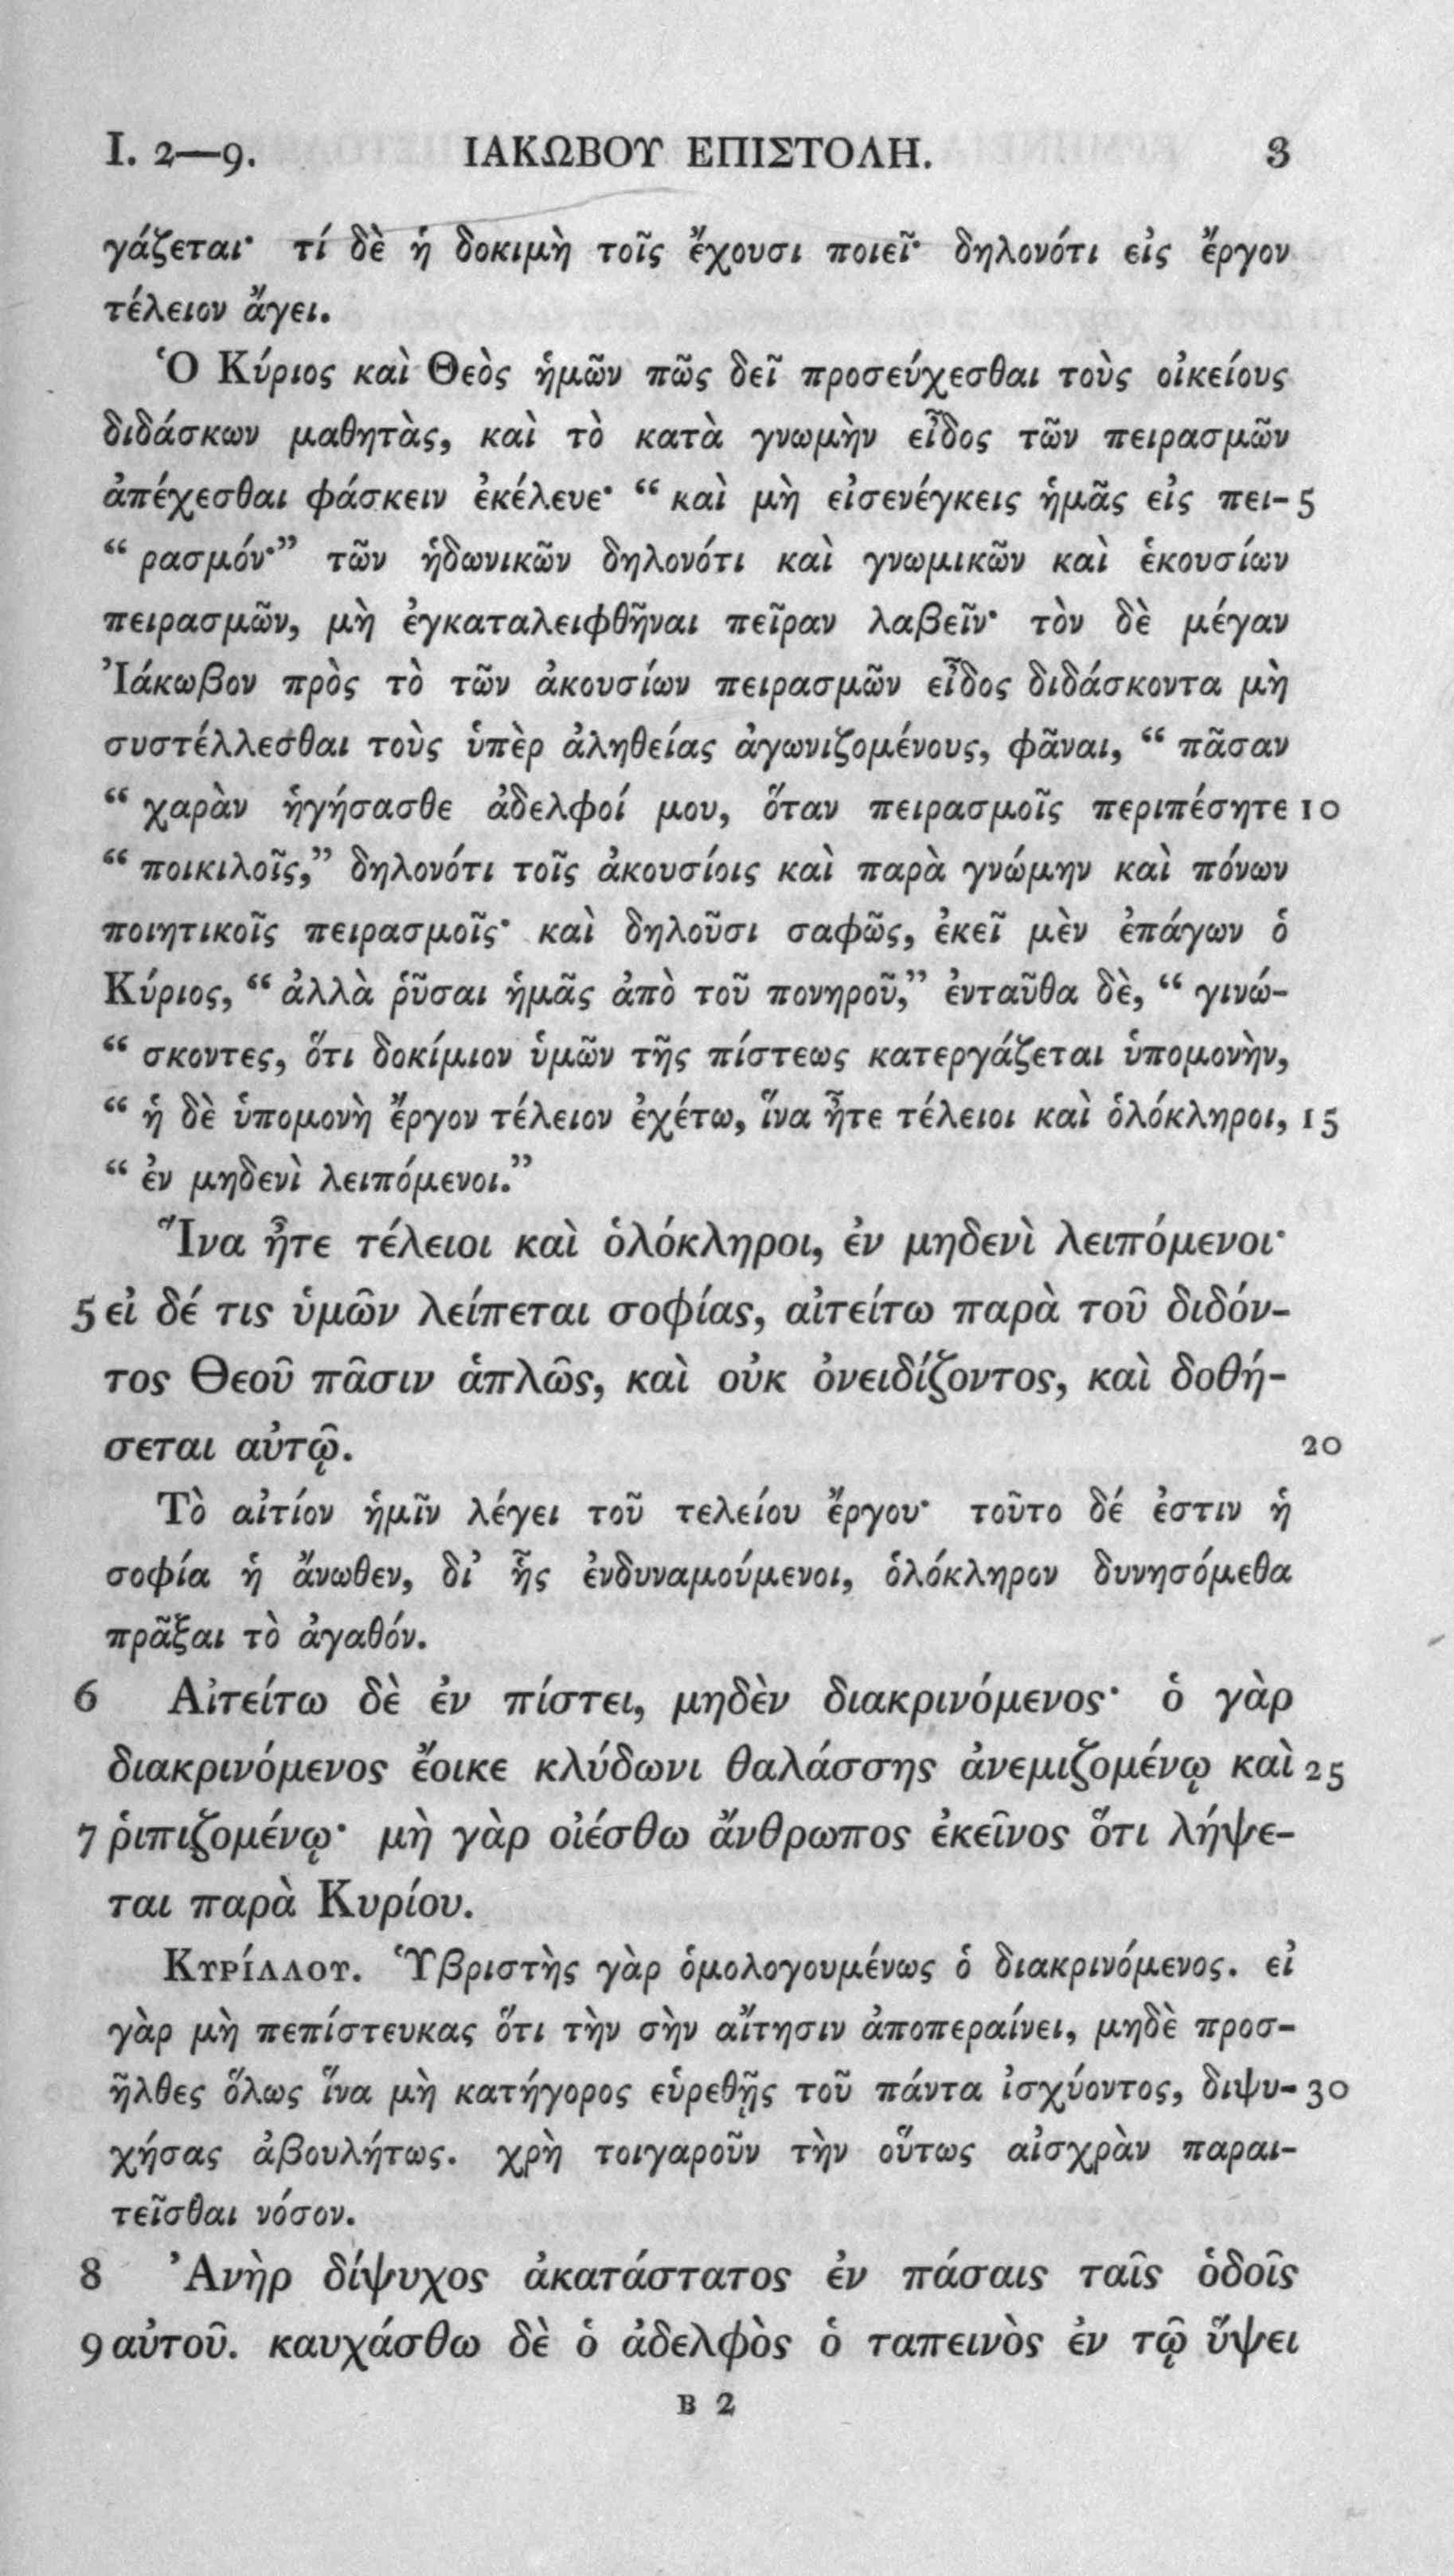 I. 2—9. ΙΑΚΩΒΟΥ ΕΠΙΣΤΟΛΗ. 3
γάζεται· τί δὲ ἡ δοκιμὴ τοῖς ἔχουσι ποιεῖ· δηλονότι εἰς ἔργον
τέλειον ἄγει.
Ὁ Κύριος καὶ Θεὸς ἡμῶν πῶς δεῖ προσεύχεσθαι τοὺς οἰκείους
διδάσκων μαθητὰς, καὶ τὸ κατὰ γνωμὴν εἶδος τῶν πειρασμῶν
ἀπέχεσθαι φάσκειν ἐκέλευε· “ καὶ μὴ εἰσενέγκεις ἡμᾶς εἰς πει- 5
“ ρασμόν·” τῶν ἡδωνικῶν δηλονότι καὶ γνωμικῶν καὶ ἑκουσίων
πειρασμῶν, μὴ ἐγκαταλειφθῆναι πεῖραν λαβεῖν· τὸν δὲ μέγαν
Ἰάκωβον πρὸς τὸ τῶν ἀκουσίων πειρασμῶν εἶδος διδάσκοντα μὴ
συστέλλεσθαι τοὺς ὑπὲρ ἀληθείας ἀγωνιζομένους, φᾶναι, “ πᾶσαν
“ χαρὰν ἡγήσασθε ἀδελφοί μου, ὅταν πειρασμοῖς περιπέσητε 10
“ ποικιλοῖς,” δηλονότι τοῖς ἀκουσίοις καὶ παρὰ γνώμην καὶ πόνων
ποιητικοῖς πειρασμοῖς· καὶ δηλοῦσι σαφῶς, ἐκεῖ μὲν ἐπάγων ὁ
Κύριος, “ ἀλλὰ ῥῦσαι ἡμᾶς ἀπὸ τοῦ πονηροῦ,” ἐνταῦθα δὲ, “ γινώ-
“ σκοντες, ὅτι δοκίμιον ὑμῶν τῆς πίστεως κατεργάζεται ὑπομονὴν,
“ ἡ δὲ ὑπομονὴ ἔργον τέλειον ἐχέτω, ἵνα ἦτε τέλειοι καὶ ὁλόκληροι, 15
“ ἐν μηδενὶ λειπόμενοι.”
Ἵνα ἦτε τέλειοι καὶ ὁλόκληροι, ἐν μηδενὶ λειπόμενοι·
5 εἰ δέ τις ὑμῶν λείπεται σοφίας, αἰτείτω παρὰ τοῦ διδόν-
τος Θεοῦ πᾶσιν ἁπλῶς, καὶ οὐκ ὀνειδίζοντος, καὶ δοθή-
σεται αὐτῷ. 20
Τὸ αἰτίον ἡμῖν λέγει τοῦ τελείου ἔργου· τοῦτο δέ ἐστιν ἡ
σοφία ἡ ἄνωθεν, δι’ ἧς ἐνδυναμούμενοι, ὁλόκληρον δυνησόμεθα
πρᾶξαι τὸ ἀγαθόν.
6 Αἰτείτω δὲ ἐν πίστει, μηδὲν διακρινόμενος· ὁ γὰρ
διακρινόμενος ἔοικε κλύδωνι θαλάσσης ἀνεμιζομένῳ καὶ 25
7 ῥιπιζομένῳ· μὴ γὰρ οἰέσθω ἄνθρωπος ἐκεῖνος ὅτι λήψε-
ται παρὰ Κυρίου.
ΚΥΡΊΛΛΟΥ. Ὑβριστὴς γὰρ ὁμολογουμένως ὁ διακρινόμενος. εἰ
γὰρ μὴ πεπίστευκας ὅτι τὴν σὴν αἴτησιν ἀποπεραίνει, μηδὲ προσ-
ῆλθες ὅλως ἵνα μὴ κατήγορος εὑρεθῇς τοῦ πάντα ἰσχύοντος, διψυ- 30
χήσας ἀβουλήτως. χρὴ τοιγαροῦν τὴν οὕτως αἰσχρὰν παραι-
τεῖσθαι νόσον.
8 Ἀνὴρ δίψυχος ἀκατάστατος ἐν πάσαις ταῖς ὁδοῖς
9 αὐτοῦ. καυχάσθω δὲ ὁ ἀδελφὸς ὁ ταπεινὸς ἐν τῷ ὕψει
B 2